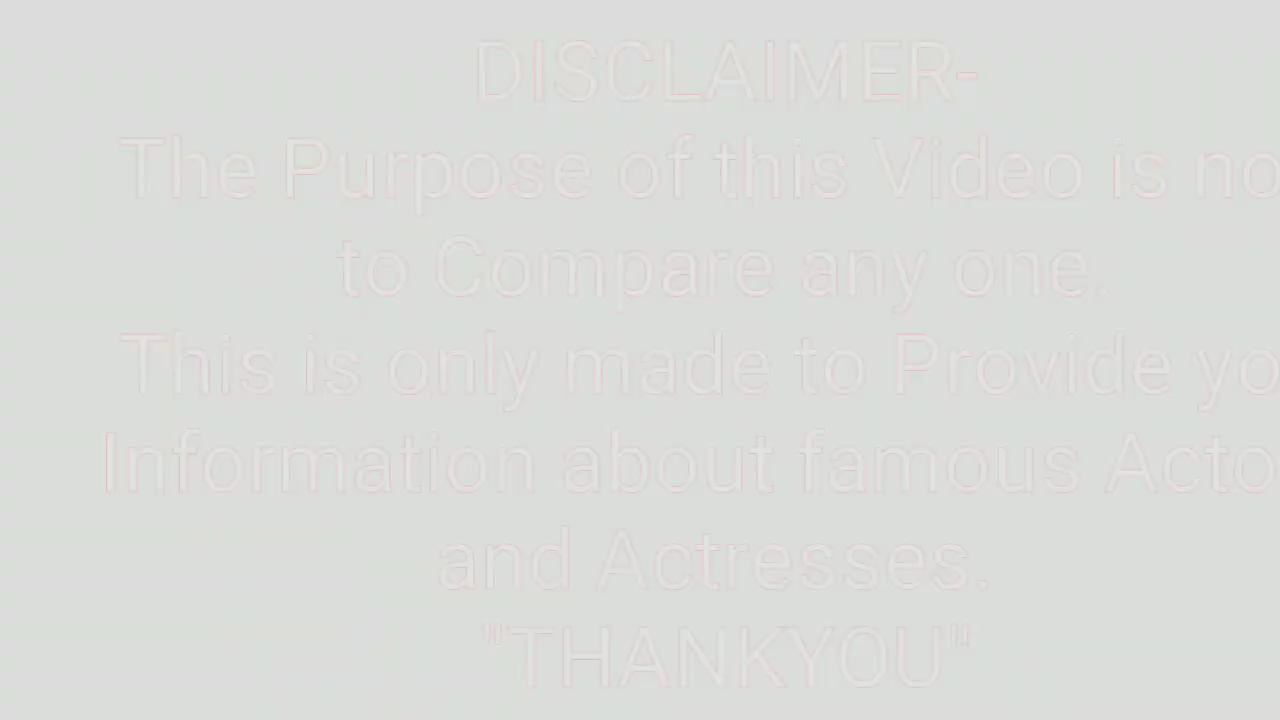 DISCLAIMER-
The Purpose of this Video is no
to Compare any one.
This is only made to Provide yo
Information about famous Acto
and Actresses.
"THANKYOU"